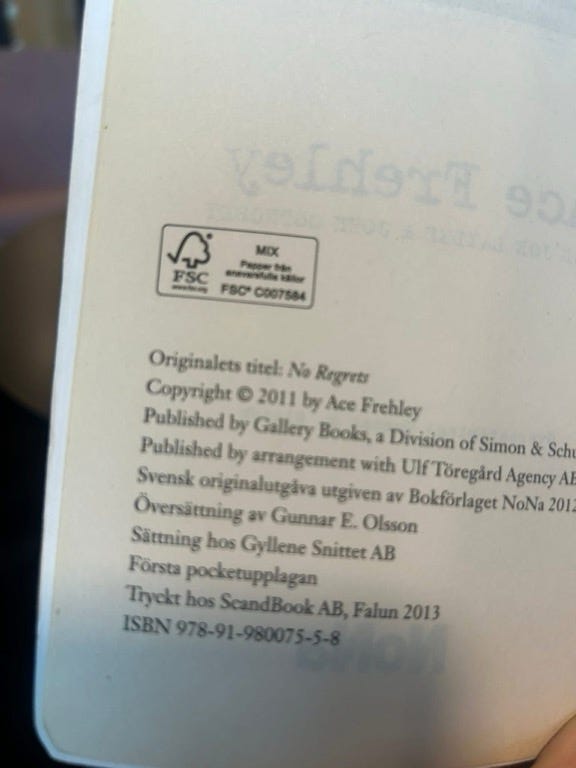 FSC
MIX
Papper från
ansvarsfulla källor
FSC® C007584
Originalets titel: No Regrets
Copyright © 2011 by Ace Frehley
Published by Gallery Books, a Division of Simon & Schu
Published by arrangement with Ulf Töregård Agency AB
Svensk originalutgåva utgiven av Bokförlaget NoNa 2012
Översättning av Gunnar E. Olsson
Sättning hos Gyllene Snittet AB
Första pocketupplagan
Tryckt hos ScandBook AB, Falun 2013
ISBN 978-91-980075-5-8